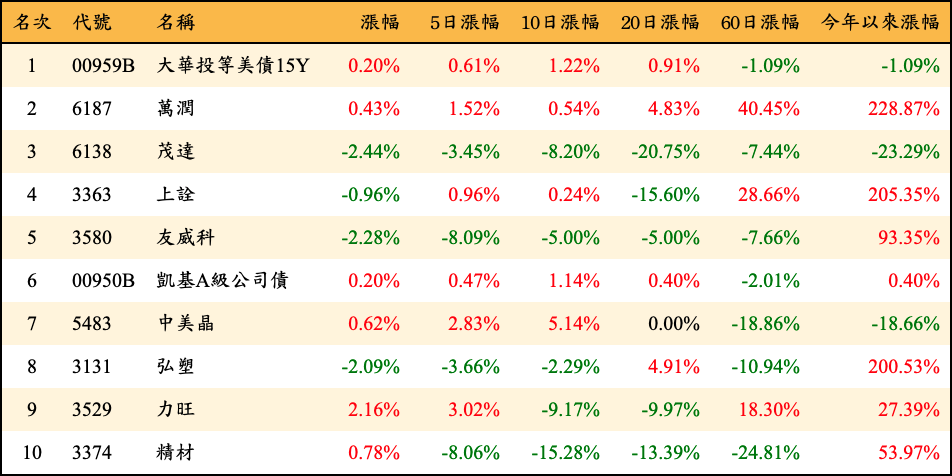 名次 代號 名稱 漲幅 5日漲幅 10日漲幅 20日漲幅 60日漲幅 今年以來漲幅
1 00959B 大華投等美債15Y 0.20% 0.61% 1.22% 0.91% -1.09% -1.09%
2 6187 萬潤 0.43% 1.52% 0.54% 4.83% 40.45% 228.87%
3 6138 茂達 -2.44% -3.45% -8.20% -20.75% -7.44% -23.29%
4 3363 上詮 -0.96% 0.96% 0.24% -15.60% 28.66% 205.35%
5 3580 友威科 -2.28% -8.09% -5.00% -5.00% -7.66% 93.35%
6 00950B 凱基A級公司債 0.20% 0.47% 1.14% 0.40% -2.01% 0.40%
7 5483 中美晶 0.62% 2.83% 5.14% 0.00% -18.86% -18.66%
8 3131 弘塑 -2.09% -3.66% -2.29% 4.91% -10.94% 200.53%
9 3529 力旺 2.16% 3.02% -9.17% -9.97% 18.30% 27.39%
10 3374 精材 0.78% -8.06% -15.28% -13.39% -24.81% 53.97%